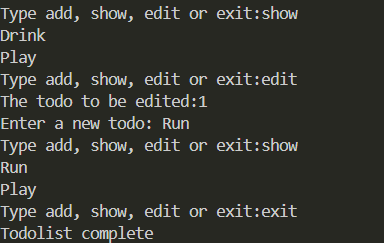 Type add, show, edit or exit:show
Drink
Play
Type add, show, edit or exit:edit
The todo to be edited:1
Enter a new todo: Run
Type add, show, edit or exit:show
Run
Play
Type add, show, edit or exit:exit
Todolist complete